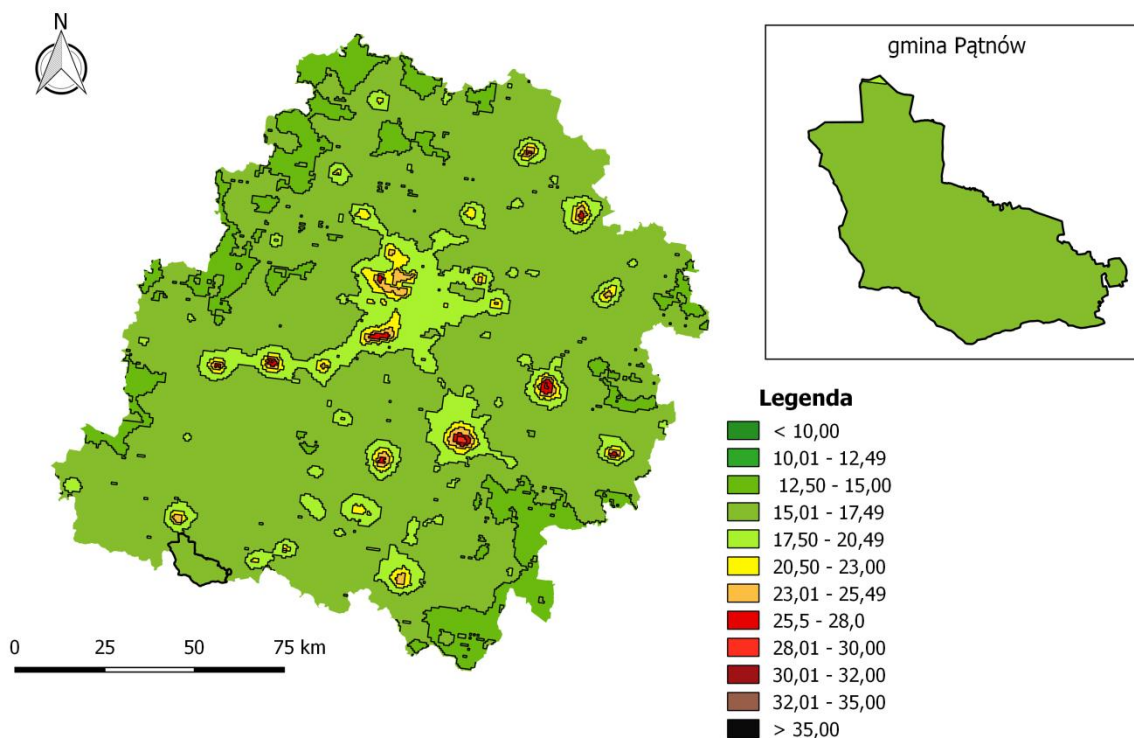 N
gmina Pątnów
Legenda
< 10,00
10,01 - 12,49
12,50 - 15,00
15,01 - 17,49
17,50 - 20,49
20,50 - 23,00
23,01 - 25,49
25,5 - 28,0
28,01 - 30,00
30,01 - 32,00
32,01 - 35,00
> 35,00
0 25 50 75 km